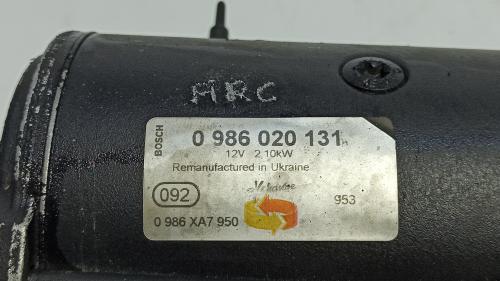 MRC
BOSCH
0 986 020 131
12V 2,10kW
Remanufactured in Ukraine
092
953
0 986 XA7 950